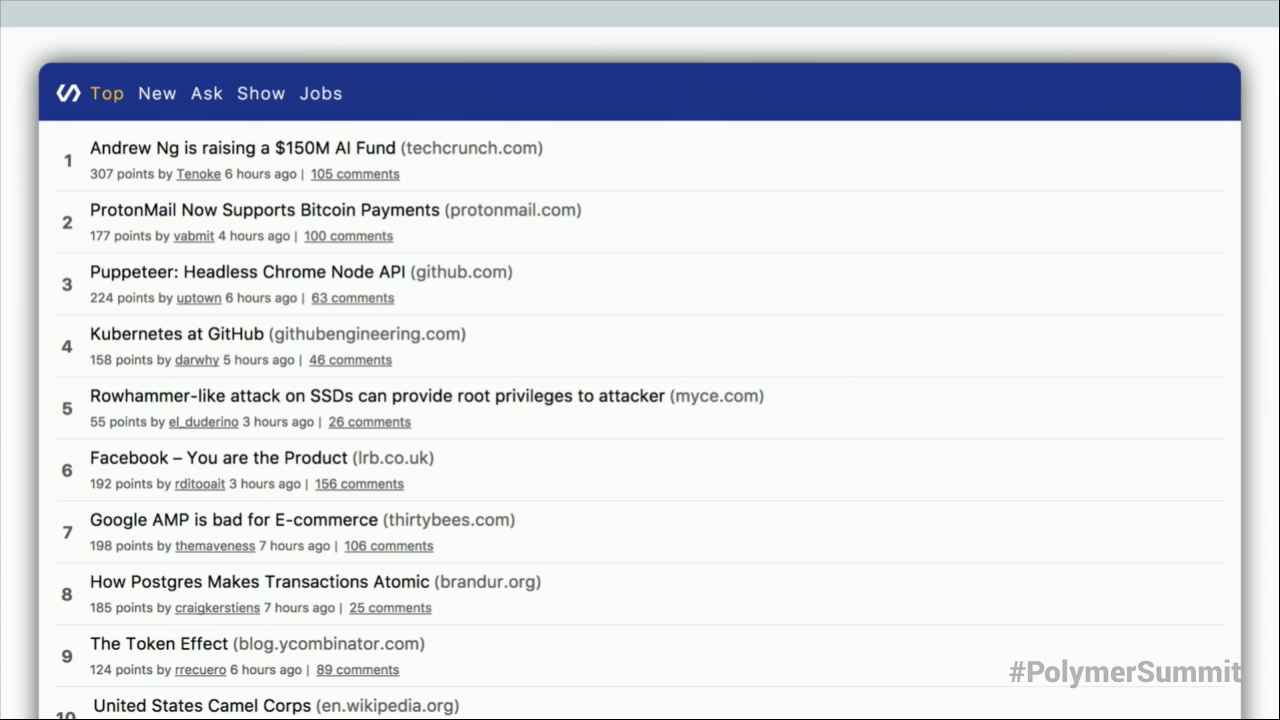 Top New Ask Show Jobs
1
Andrew Ng is raising a $150M AI Fund (techcrunch.com)
307 points by Tenoke 6 hours ago | 105 comments
2
ProtonMail Now Supports Bitcoin Payments (protonmail.com)
177 points by vabmit 4 hours ago | 100 comments
3
Puppeteer: Headless Chrome Node API (github.com)
224 points by uptown 6 hours ago | 63 comments
4
Kubernetes at GitHub (githubengineering.com)
158 points by darwhy 5 hours ago | 46 comments
5
Rowhammer-like attack on SSDs can provide root privileges to attacker (myce.com)
55 points by el_duderino 3 hours ago | 26 comments
6
Facebook – You are the Product (lrb.co.uk)
192 points by rditooait 3 hours ago | 156 comments
7
Google AMP is bad for E-commerce (thirtybees.com)
198 points by themaveness 7 hours ago | 106 comments
8
How Postgres Makes Transactions Atomic (brandur.org)
185 points by craigkerstiens 7 hours ago | 25 comments
9
The Token Effect (blog.ycombinator.com)
124 points by rrecuero 6 hours ago | 89 comments
10
United States Camel Corps (en.wikipedia.org)
#PolymerSummit